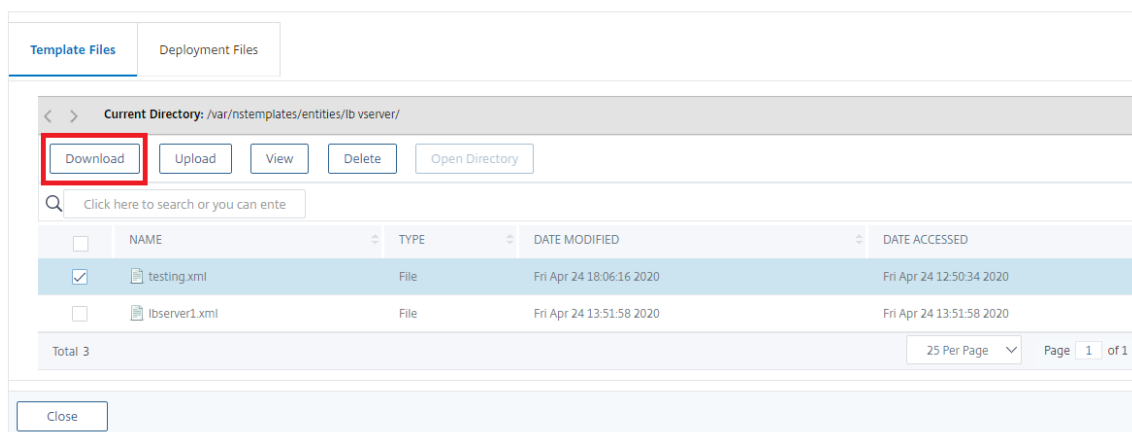 Template Files Deployment Files
Current Directory: /var/nstemplates/entities/lb vserver/
Download Upload View Delete Open Directory
Click here to search or you can ente
NAME TYPE DATE MODIFIED DATE ACCESSED
testing.xml File Fri Apr 24 18:06:16 2020 Fri Apr 24 12:50:34 2020
lbserver1.xml File Fri Apr 24 13:51:58 2020 Fri Apr 24 13:51:58 2020
Total 3 25 Per Page Page 1 of 1
Close